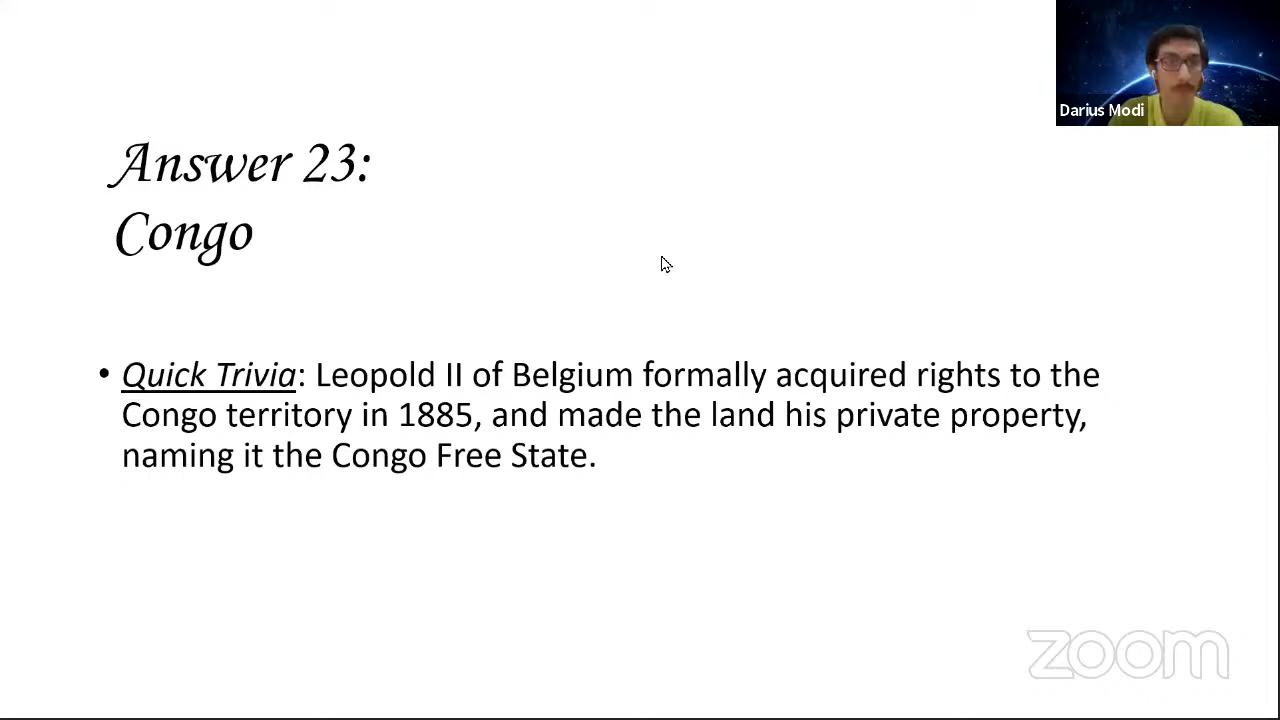 Darius Modi
Answer 23:
Congo
• Quick Trivia: Leopold II of Belgium formally acquired rights to the
Congo territory in 1885, and made the land his private property,
naming it the Congo Free State.
zoom